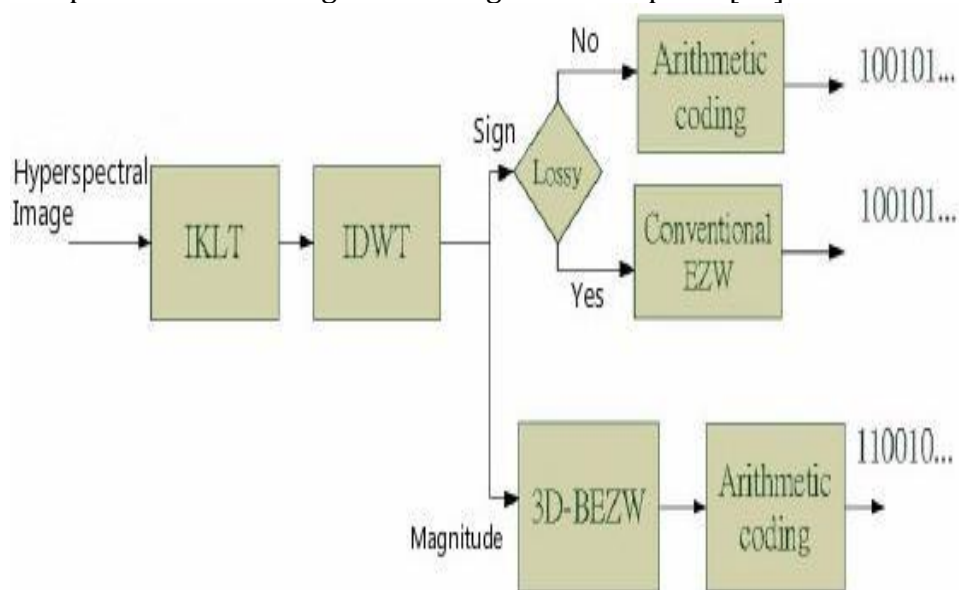 No
Arithmetic
coding
100101...
Sign
Lossy
Hyperspectral
Image
IKLT
IDWT
Conventional
EZW
100101...
Yes
3D-BEZW
Arithmetic
coding
110010...
Magnitude